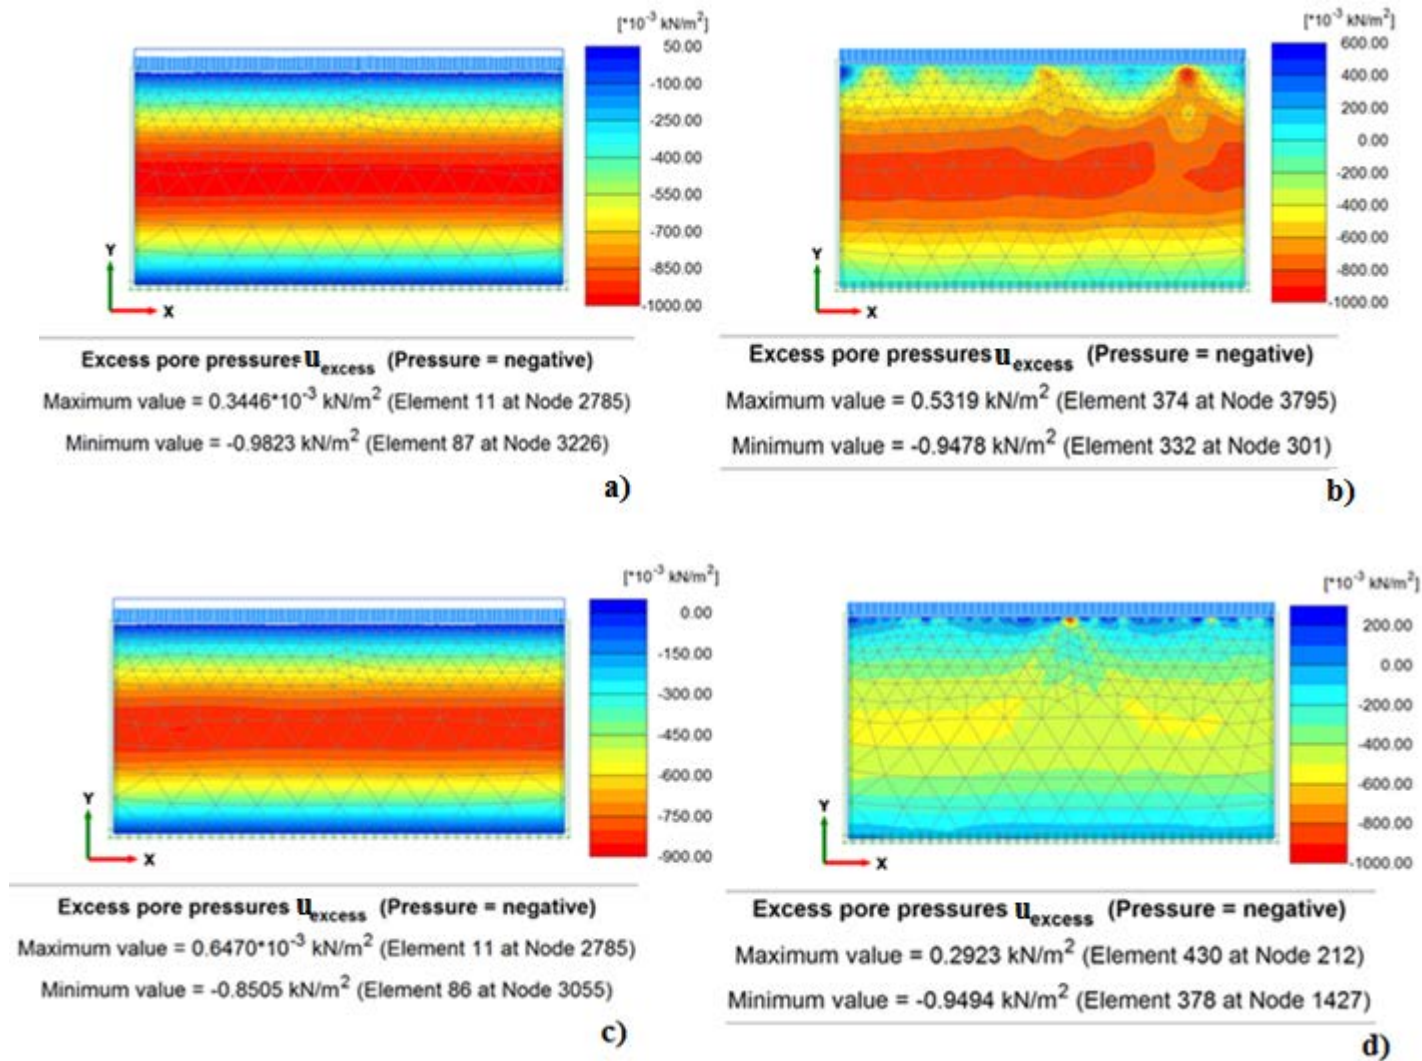 [*10-3 kN/m2]
50.00
-100.00
-250.00
-400.00
-550.00
-700.00
-850.00
-1000.00
Y
X
Excess pore pressures uexcess (Pressure = negative)
Maximum value = 0.3446*10-3 kN/m2 (Element 11 at Node 2785)
Minimum value = -0.9823 kN/m2 (Element 87 at Node 3226)
a)
[*10-3 kN/m2]
600.00
400.00
200.00
0.00
-200.00
-400.00
-600.00
-800.00
-1000.00
Y
X
Excess pore pressures uexcess (Pressure = negative)
Maximum value = 0.5319 kN/m2 (Element 374 at Node 3795)
Minimum value = -0.9478 kN/m2 (Element 332 at Node 301)
b)
[*10-3 kN/m2]
0.00
-150.00
-300.00
-450.00
-600.00
-750.00
-900.00
Y
X
Excess pore pressures uexcess (Pressure = negative)
Maximum value = 0.6470*10-3 kN/m2 (Element 11 at Node 2785)
Minimum value = -0.8505 kN/m2 (Element 86 at Node 3055)
c)
[*10-3 kN/m2]
200.00
0.00
-200.00
-400.00
-600.00
-800.00
-1000.00
Y
X
Excess pore pressures uexcess (Pressure = negative)
Maximum value = 0.2923 kN/m2 (Element 430 at Node 212)
Minimum value = -0.9494 kN/m2 (Element 378 at Node 1427)
d)